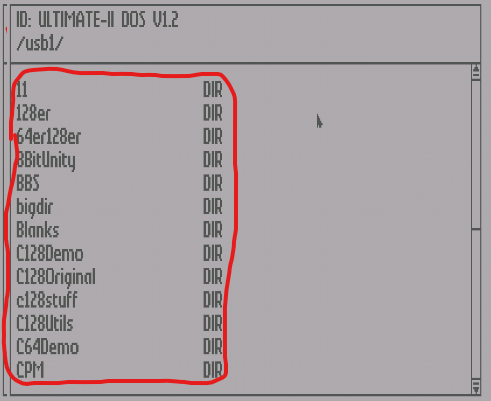 ID: ULTIMATE-II DOS V1.2
/usb1/
11 DIR
128er DIR
64er128er DIR
8BitUnity DIR
BBS DIR
bigdir DIR
Blanks DIR
C128Demo DIR
C128Original DIR
c128stuff DIR
C128Utils DIR
C64Demo DIR
CPM DIR